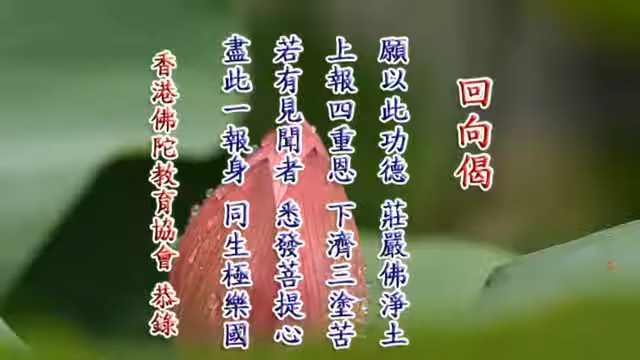 回向偈
願以此功德 莊嚴佛淨土
上報四重恩 下濟三塗苦
若有見聞者 悉發菩提心
盡此一報身 同生極樂國
香港佛陀教育協會 恭錄